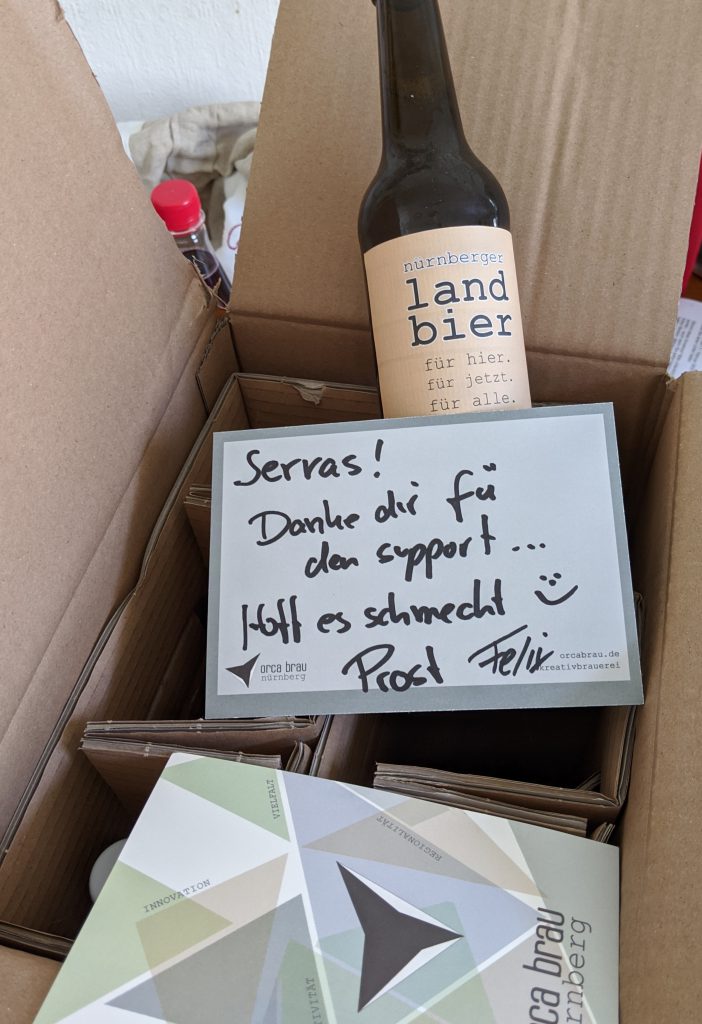 nürnberger
land
bier
für hier.
für jetzt.
für alle.
Servas!
Danke dir fü
den support...
Hoff es schmeckt
Prost Felix
orca brau
nürnberg
orcabrau.de
kreativbrauerei
VIELFALT
REGIONALITÄT
INNOVATION
TIVITÄT
orca brau
nürnberg